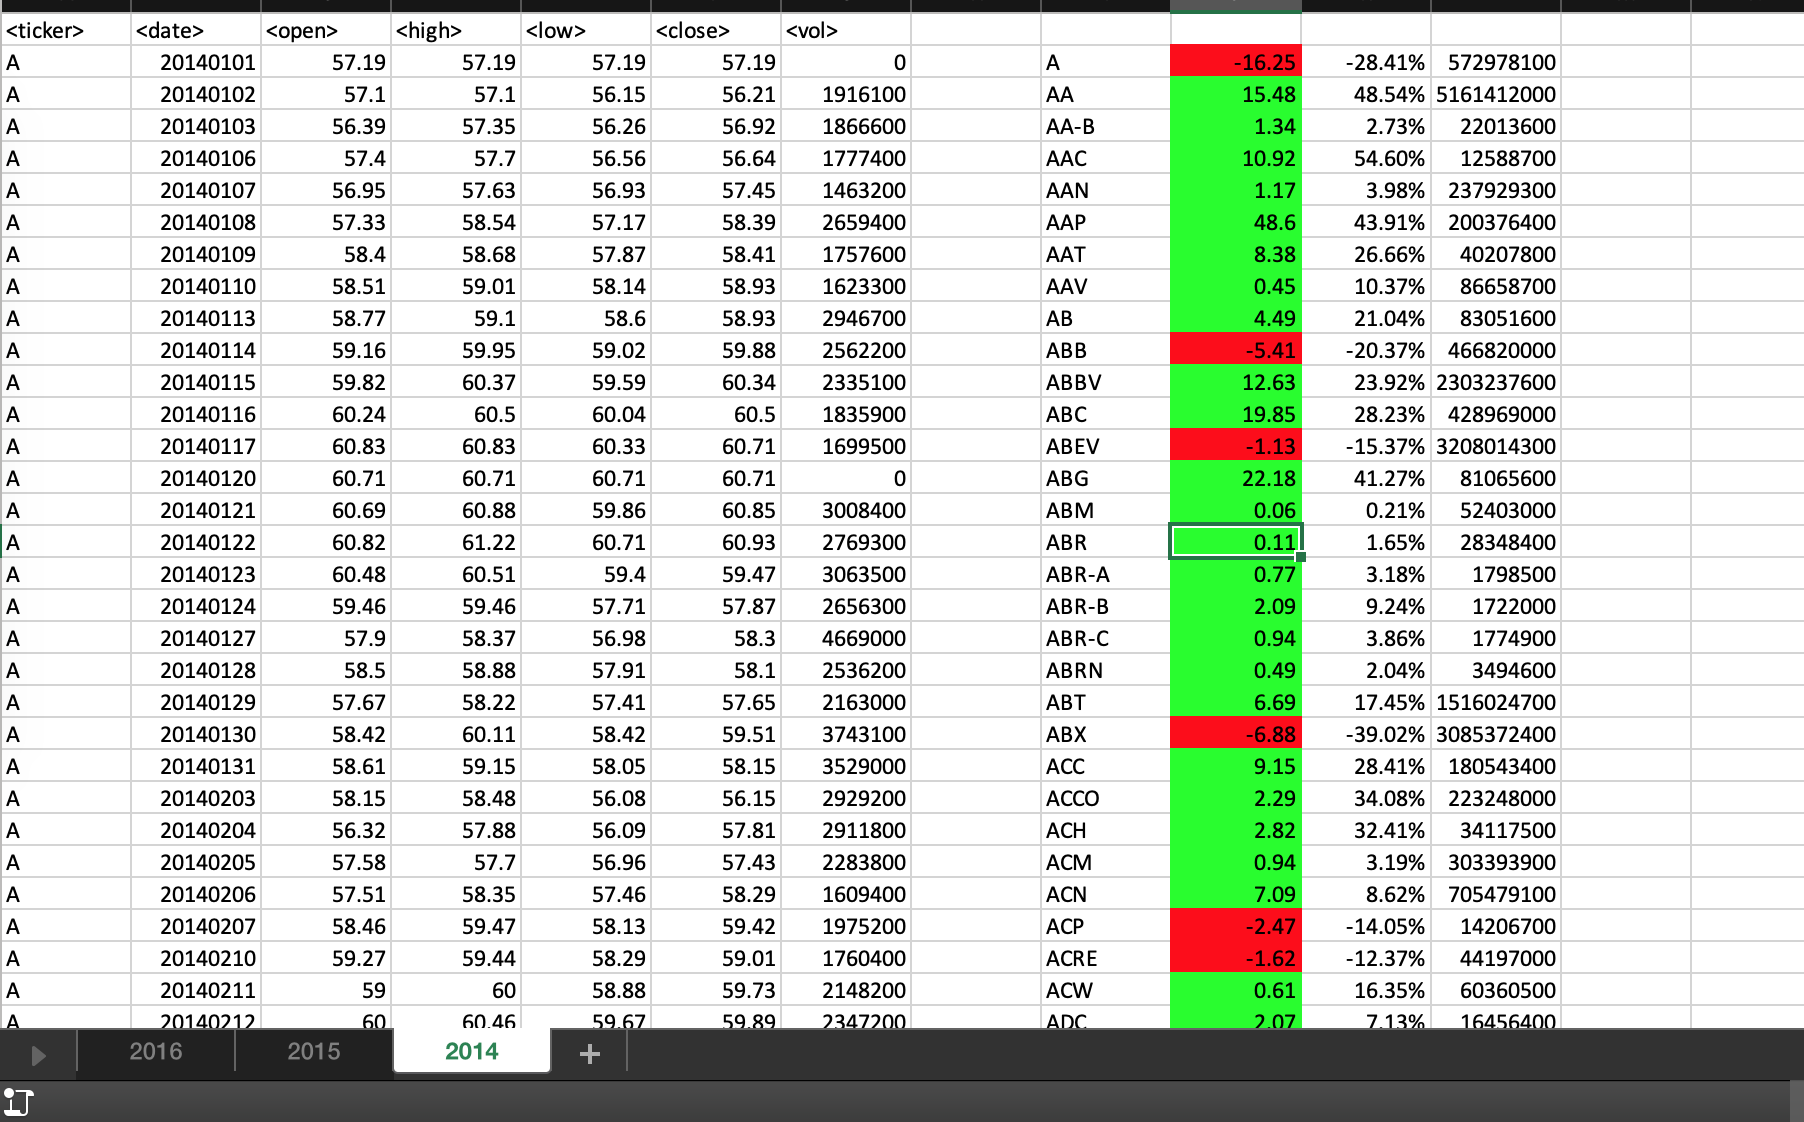 <ticker> <date> <open> <high> <low> <close> <vol>
A 20140101 57.19 57.19 57.19 57.19 0 A -16.25 -28.41% 572978100
A 20140102 57.1 57.1 56.15 56.21 1916100 AA 15.48 48.54% 5161412000
A 20140103 56.39 57.35 56.26 56.92 1866600 AA-B 1.34 2.73% 22013600
A 20140106 57.4 57.7 56.56 56.64 1777400 AAC 10.92 54.60% 12588700
A 20140107 56.95 57.63 56.93 57.45 1463200 AAN 1.17 3.98% 237929300
A 20140108 57.33 58.54 57.17 58.39 2659400 AAP 48.6 43.91% 200376400
A 20140109 58.4 58.68 57.87 58.41 1757600 AAT 8.38 26.66% 40207800
A 20140110 58.51 59.01 58.14 58.93 1623300 AAV 0.45 10.37% 86658700
A 20140113 58.77 59.1 58.6 58.93 2946700 AB 4.49 21.04% 83051600
A 20140114 59.16 59.95 59.02 59.88 2562200 ABB -5.41 -20.37% 466820000
A 20140115 59.82 60.37 59.59 60.34 2335100 ABBV 12.63 23.92% 2303237600
A 20140116 60.24 60.5 60.04 60.5 1835900 ABC 19.85 28.23% 428969000
A 20140117 60.83 60.83 60.33 60.71 1699500 ABEV -1.13 -15.37% 3208014300
A 20140120 60.71 60.71 60.71 60.71 0 ABG 22.18 41.27% 81065600
A 20140121 60.69 60.88 59.86 60.85 3008400 ABM 0.06 0.21% 52403000
A 20140122 60.82 61.22 60.71 60.93 2769300 ABR 0.11 1.65% 28348400
A 20140123 60.48 60.51 59.4 59.47 3063500 ABR-A 0.77 3.18% 1798500
A 20140124 59.46 59.46 57.71 57.87 2656300 ABR-B 2.09 9.24% 1722000
A 20140127 57.9 58.37 56.98 58.3 4669000 ABR-C 0.94 3.86% 1774900
A 20140128 58.5 58.88 57.91 58.1 2536200 ABRN 0.49 2.04% 3494600
A 20140129 57.67 58.22 57.41 57.65 2163000 ABT 6.69 17.45% 1516024700
A 20140130 58.42 60.11 58.42 59.51 3743100 ABX -6.88 -39.02% 3085372400
A 20140131 58.61 59.15 58.05 58.15 3529000 ACC 9.15 28.41% 180543400
A 20140203 58.15 58.48 56.08 56.15 2929200 ACCO 2.29 34.08% 223248000
A 20140204 56.32 57.88 56.09 57.81 2911800 ACH 2.82 32.41% 34117500
A 20140205 57.58 57.7 56.96 57.43 2283800 ACM 0.94 3.19% 303393900
A 20140206 57.51 58.35 57.46 58.29 1609400 ACN 7.09 8.62% 705479100
A 20140207 58.46 59.47 58.13 59.42 1975200 ACP -2.47 -14.05% 14206700
A 20140210 59.27 59.44 58.29 59.01 1760400 ACRE -1.62 -12.37% 44197000
A 20140211 59 60 58.88 59.73 2148200 ACW 0.61 16.35% 60360500
A 20140212 60 60.46 59.67 59.89 2347200 ADC 2.07 7.13% 16456400
2016 2015 2014 +